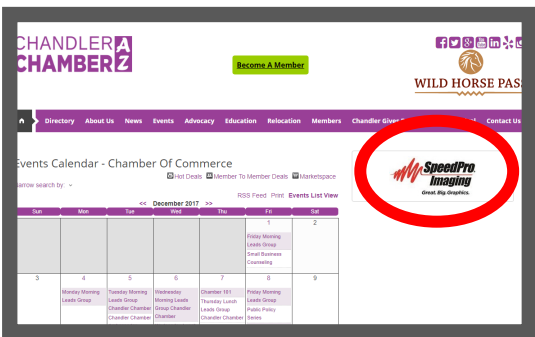 CHANDLER AZ
CHAMBER
Become A Member
WILD HORSE PAS
Directory About Us News Events Advocacy Education Relocation Members Chandler Gives Contact Us
Events Calendar - Chamber Of Commerce
Hot Deals Member To Member Deals Marketspace
Narrow search by:
RSS Feed Print Events List View
<< December 2017 >>
Sun Mon Tue Wed Thu Fri Sat
1 2
Friday Morning
Leads Group
Small Business
Counseling
3 4 5 6 7 8 9
Monday Morning
Leads Group
Tuesday Morning
Leads Group
Chandler Chamber
Chandler Chamber
Wednesday
Morning Leads
Group Chandler
Chamber
Chamber 101
Thursday Lunch
Leads Group
Chandler Chamber
Friday Morning
Leads Group
Public Policy
Series
SpeedPro
Imaging
Great. Big. Graphics.